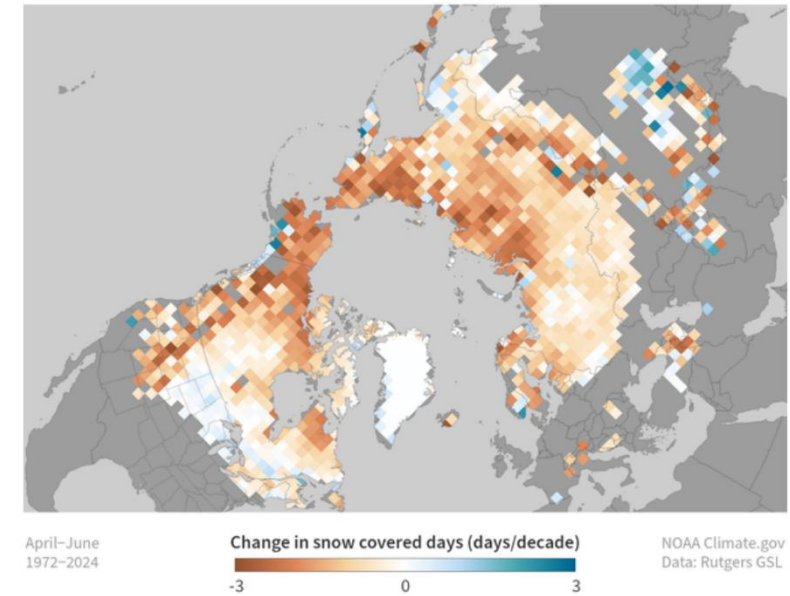 April−June
1972−2024
Change in snow covered days (days/decade)
-3
0
3
NOAA Climate.gov
Data: Rutgers GSL